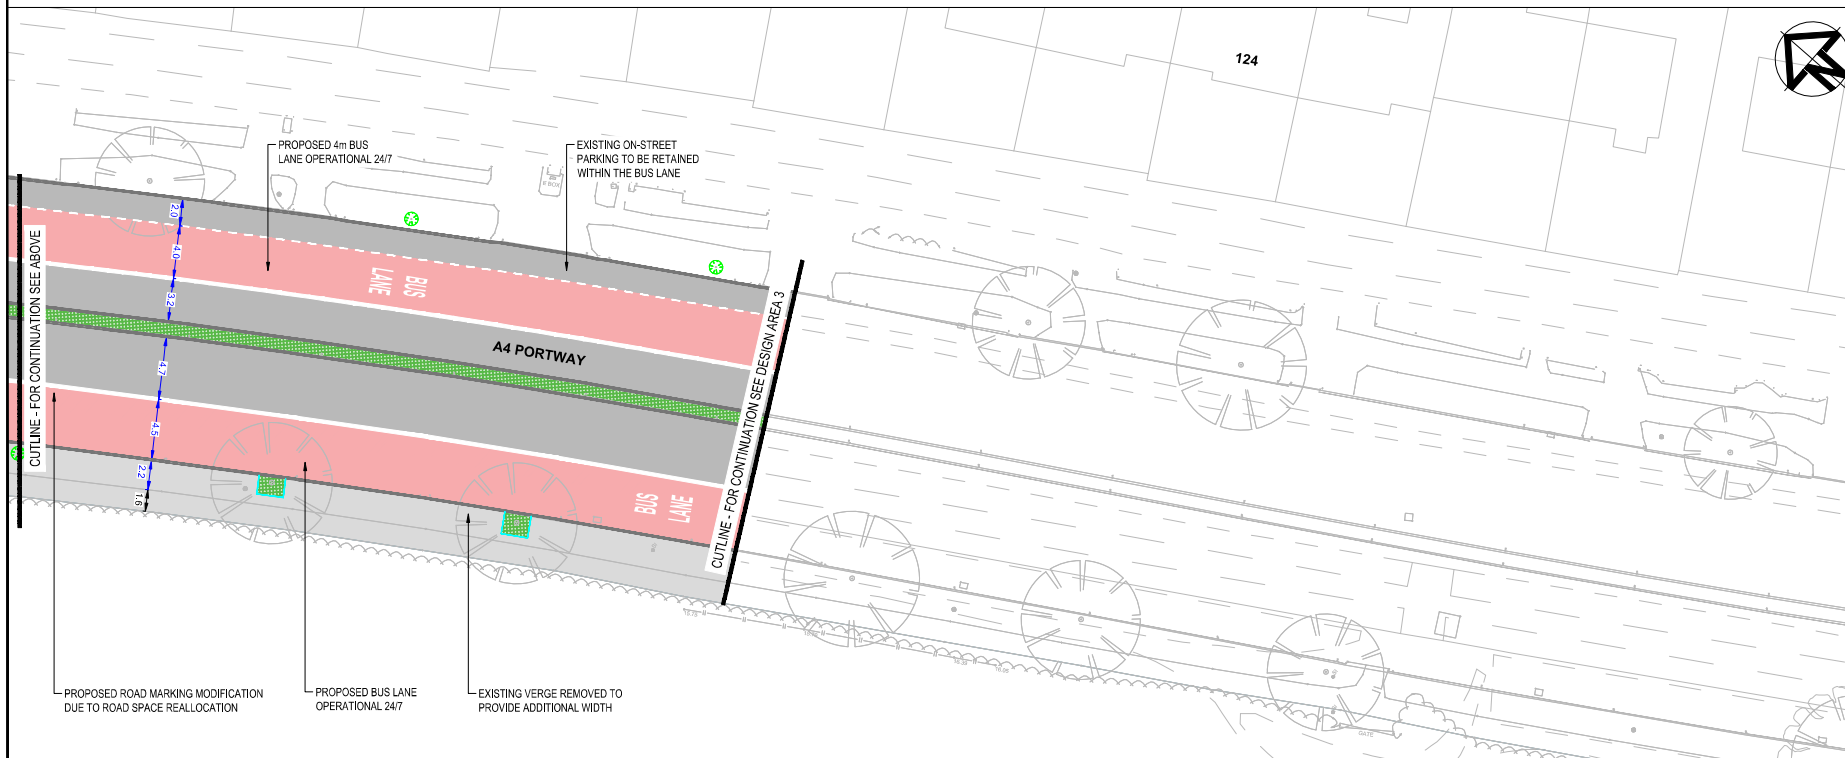 124
PROPOSED 4m BUS
LANE OPERATIONAL 24/7
EXISTING ON-STREET
PARKING TO BE RETAINED
WITHIN THE BUS LANE
E BOX
CUTLINE - FOR CONTINUATION SEE ABOVE
2.0
4.0
3.2
4.7
4.5
2.2
1.6
BUS
LANE
A4 PORTWAY
BUS
LANE
CUTLINE - FOR CONTINUATION SEE DESIGN AREA 3
PROPOSED ROAD MARKING MODIFICATION
DUE TO ROAD SPACE REALLOCATION
PROPOSED BUS LANE
OPERATIONAL 24/7
EXISTING VERGE REMOVED TO
PROVIDE ADDITIONAL WIDTH
GATE